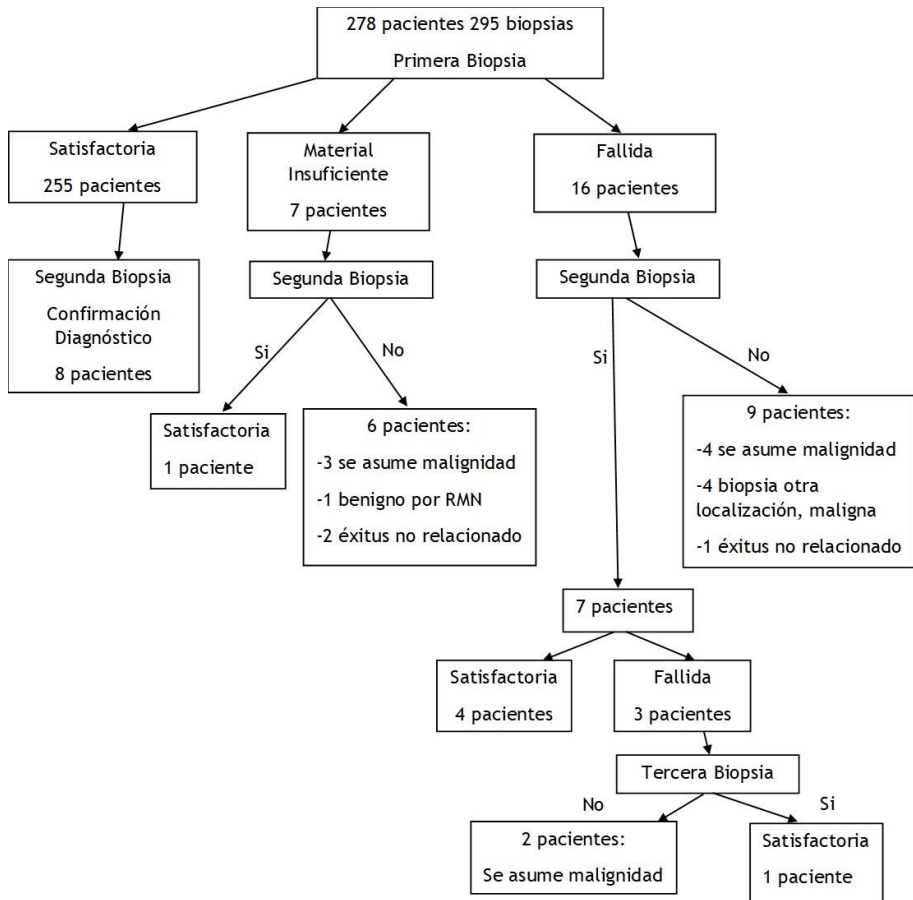 278 pacientes 295 biopsias
Primera Biopsia
Satisfactoria
255 pacientes
Material
Insuficiente
7 pacientes
Fallida
16 pacientes
Segunda Biopsia
Confirmación
Diagnóstico
8 pacientes
Segunda Biopsia
Segunda Biopsia
Si
No
Si
No
Satisfactoria
1 paciente
6 pacientes:
-3 se asume malignidad
-1 benigno por RMN
-2 éxitus no relacionado
9 pacientes:
-4 se asume malignidad
-4 biopsia otra
localización, maligna
-1 éxitus no relacionado
7 pacientes
Satisfactoria
4 pacientes
Fallida
3 pacientes
Tercera Biopsia
No
Si
2 pacientes:
Se asume malignidad
Satisfactoria
1 paciente